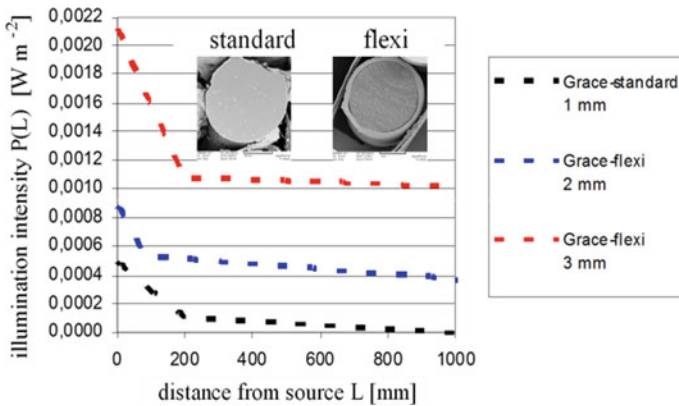 illumination intensity P(L) [W m-2]
0,0022
0,0020
0,0018
0,0016
0,0014
0,0012
0,0010
0,0008
0,0006
0,0004
0,0002
0,0000
standard
flexi
0
200
400
600
800
1000
distance from source L [mm]
Grace-standard
1 mm
Grace-flexi
2 mm
Grace-flexi
3 mm